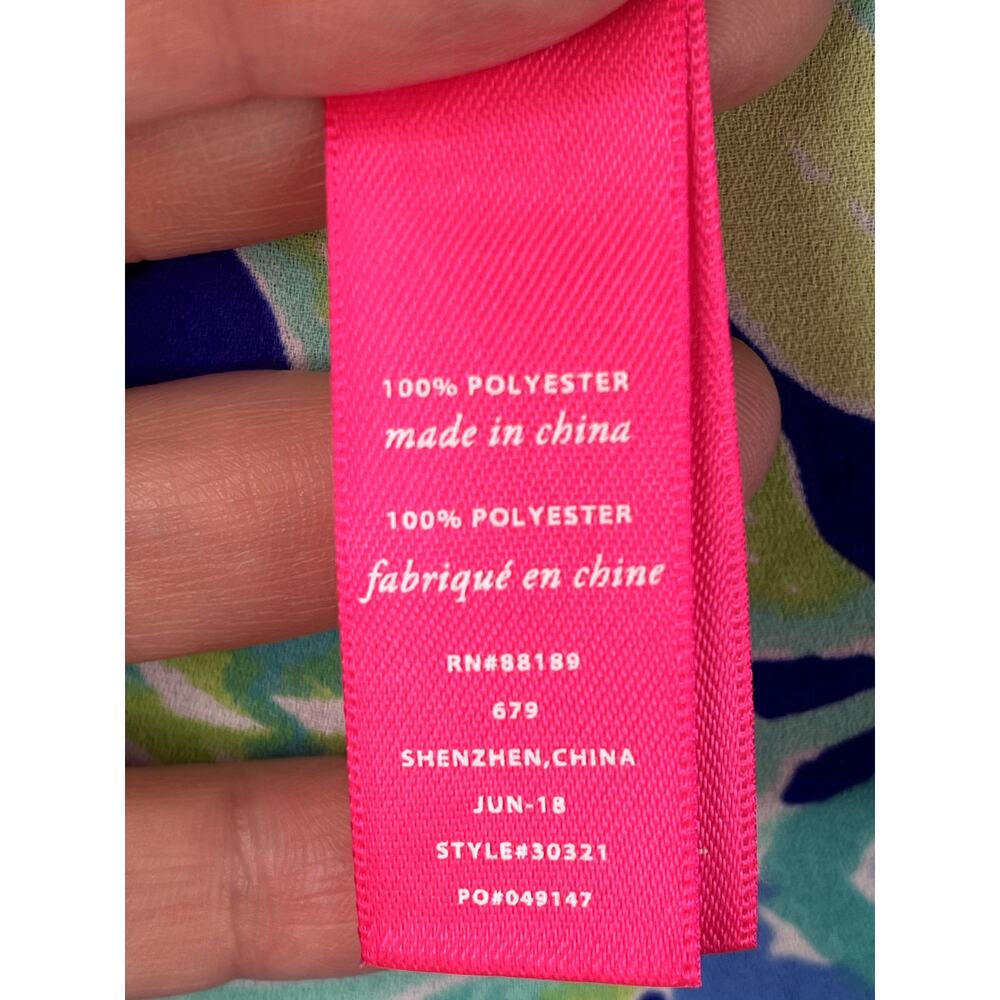 100% POLYESTER
made in china
100% POLYESTER
fabriqué en chine
RN#88189
679
SHENZHEN,CHINA
JUN-18
STYLE#30321
PO#049147